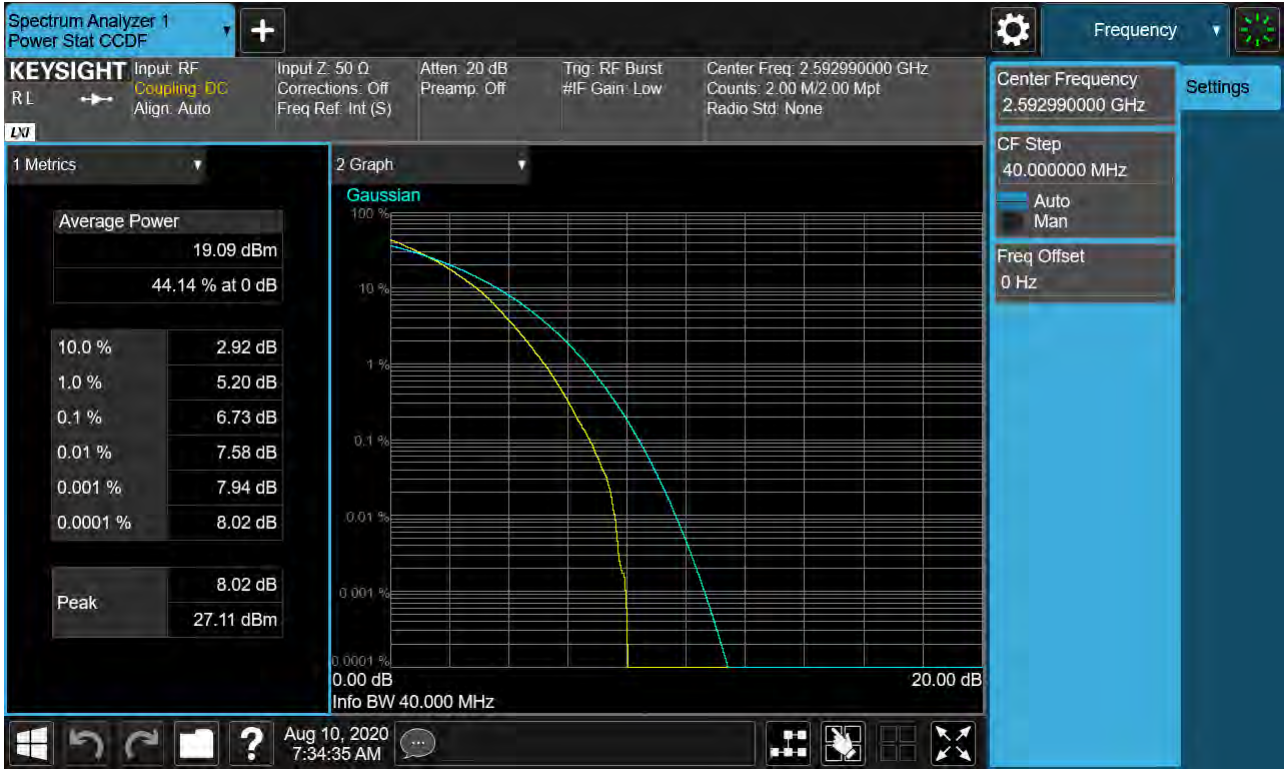 Spectrum Analyzer 1
Power Stat CCDF
Frequency
KEYSIGHT
R L
LXI
Input: RF
Coupling: DC
Align: Auto
Input Z: 50 Ω
Corrections: Off
Freq Ref: Int (S)
Atten: 20 dB
Preamp: Off
Trig: RF Burst
#IF Gain: Low
Center Freq: 2.592990000 GHz
Counts: 2.00 M/2.00 Mpt
Radio Std: None
Center Frequency
2.592990000 GHz
Settings
CF Step
40.000000 MHz
Auto
Man
Freq Offset
0 Hz
1 Metrics
Average Power
19.09 dBm
44.14 % at 0 dB
10.0 % 2.92 dB
1.0 % 5.20 dB
0.1 % 6.73 dB
0.01 % 7.58 dB
0.001 % 7.94 dB
0.0001 % 8.02 dB
Peak
8.02 dB
27.11 dBm
2 Graph
Gaussian
100 %
10 %
1 %
0.1 %
0.01 %
0.001 %
0.0001 %
0.00 dB 20.00 dB
Info BW 40.000 MHz
Aug 10, 2020
7:34:35 AM